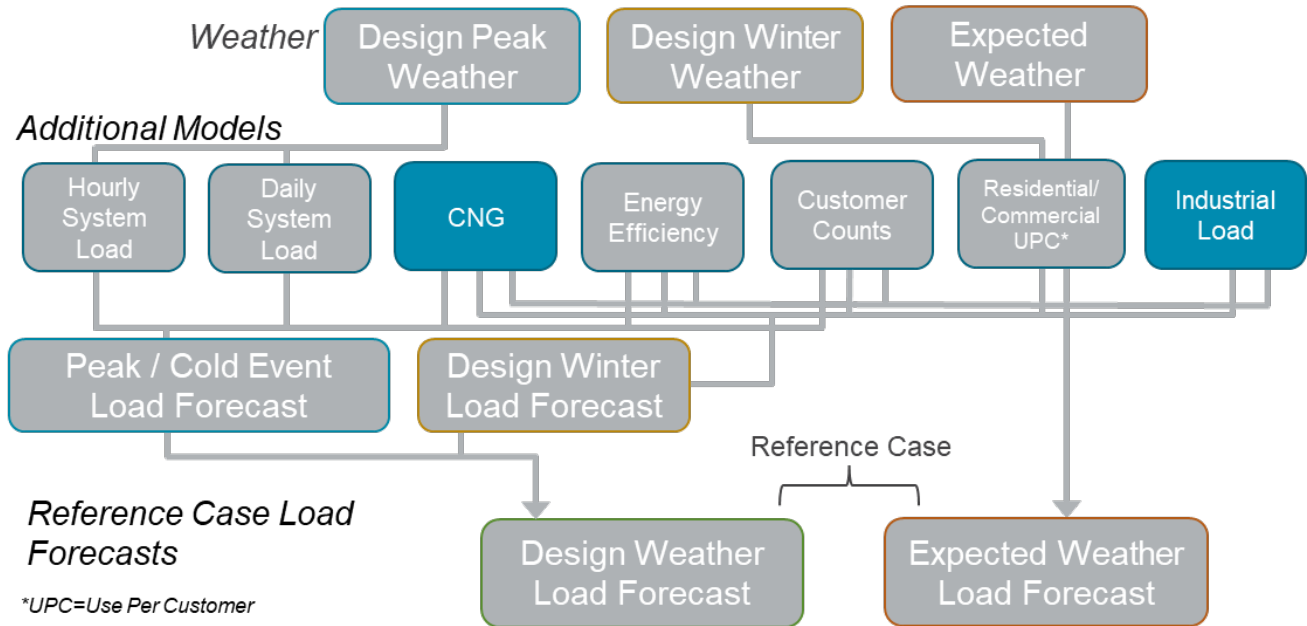 Weather
Design Peak
Weather
Design Winter
Weather
Expected
Weather
Additional Models
Hourly
System
Load
Daily
System
Load
CNG
Energy
Efficiency
Customer
Counts
Residential/
Commercial
UPC*
Industrial
Load
Peak / Cold Event
Load Forecast
Design Winter
Load Forecast
Reference Case
Reference Case Load
Forecasts
Design Weather
Load Forecast
Expected Weather
Load Forecast
*UPC=Use Per Customer